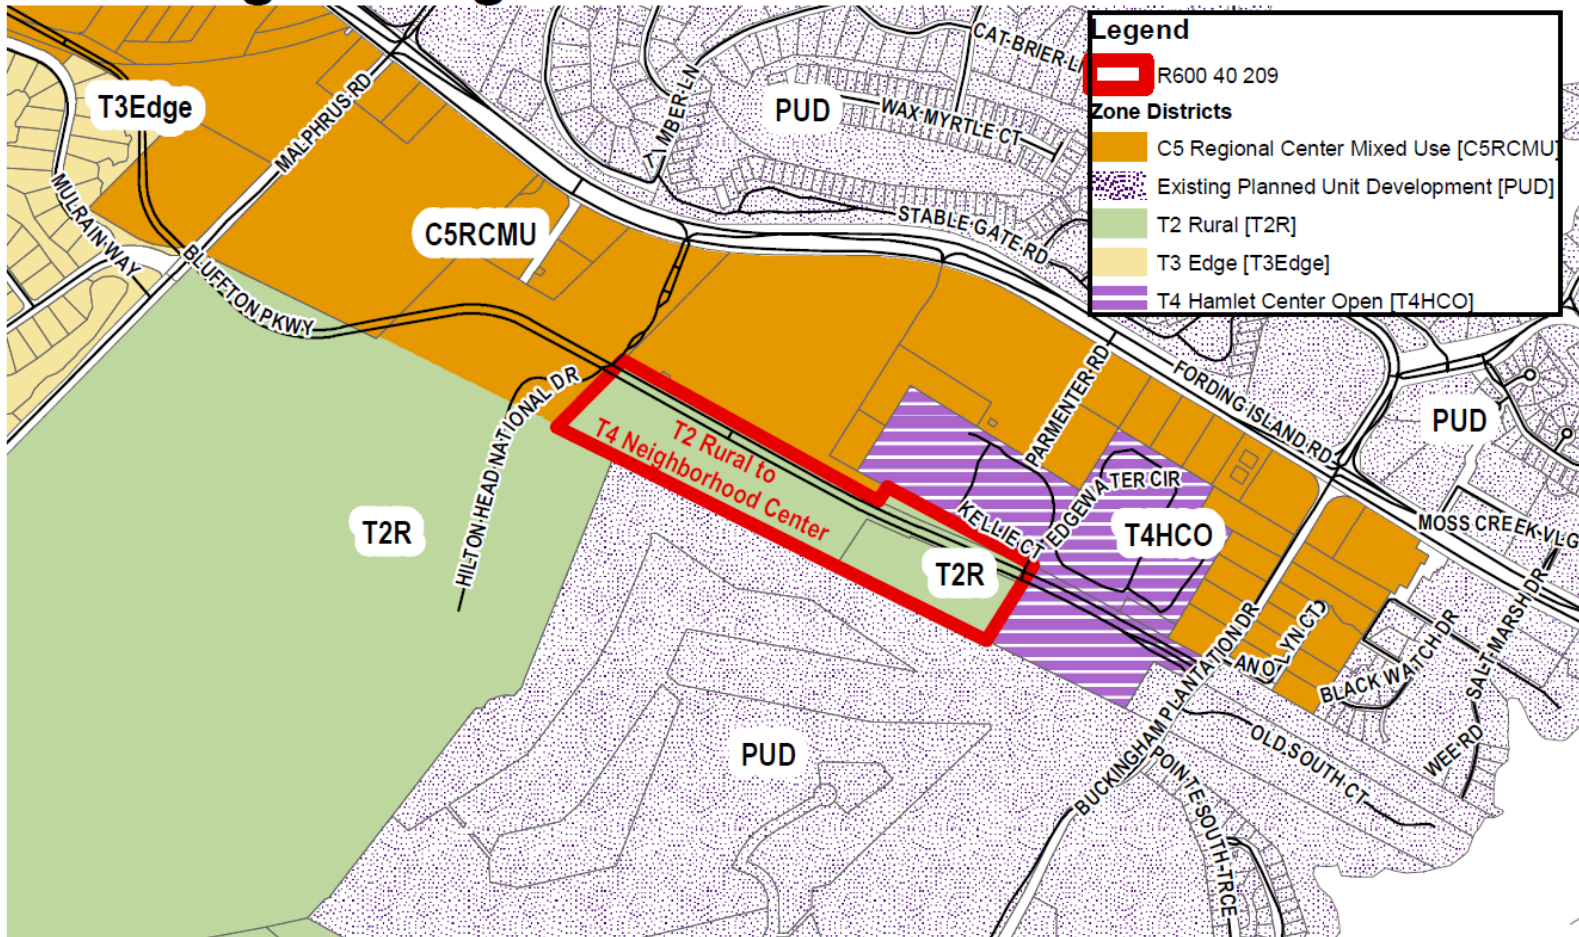 Legend
R600 40 209
Zone Districts
C5 Regional Center Mixed Use [C5RCMU]
Existing Planned Unit Development [PUD]
T2 Rural [T2R]
T3 Edge [T3Edge]
T4 Hamlet Center Open [T4HCO]
CAT BRIER L
T3Edge
MALPHRUS RD
TIMBER LN
PUD
WAX MYRTLE CT
MULRAIN WAY
C5RCMU
STABLE GATE RD
BLUFFTON PKWY
HILTON HEAD NATIONAL DR
PARMENTER RD
FORDING ISLAND RD
PUD
T2 Rural to
T4 Neighborhood Center
T2R
KELLIE CT
EDGEWATER CIR
T4HCO
T2R
MOSS CREEK VLG
BUCKINGHAM PLANTATION DR
ANOLYN CT
BLACK WATCH DR
SALT MARSH DR
PUD
WEE RD
OLD SOUTH CT
POINTE SOUTH TRCE